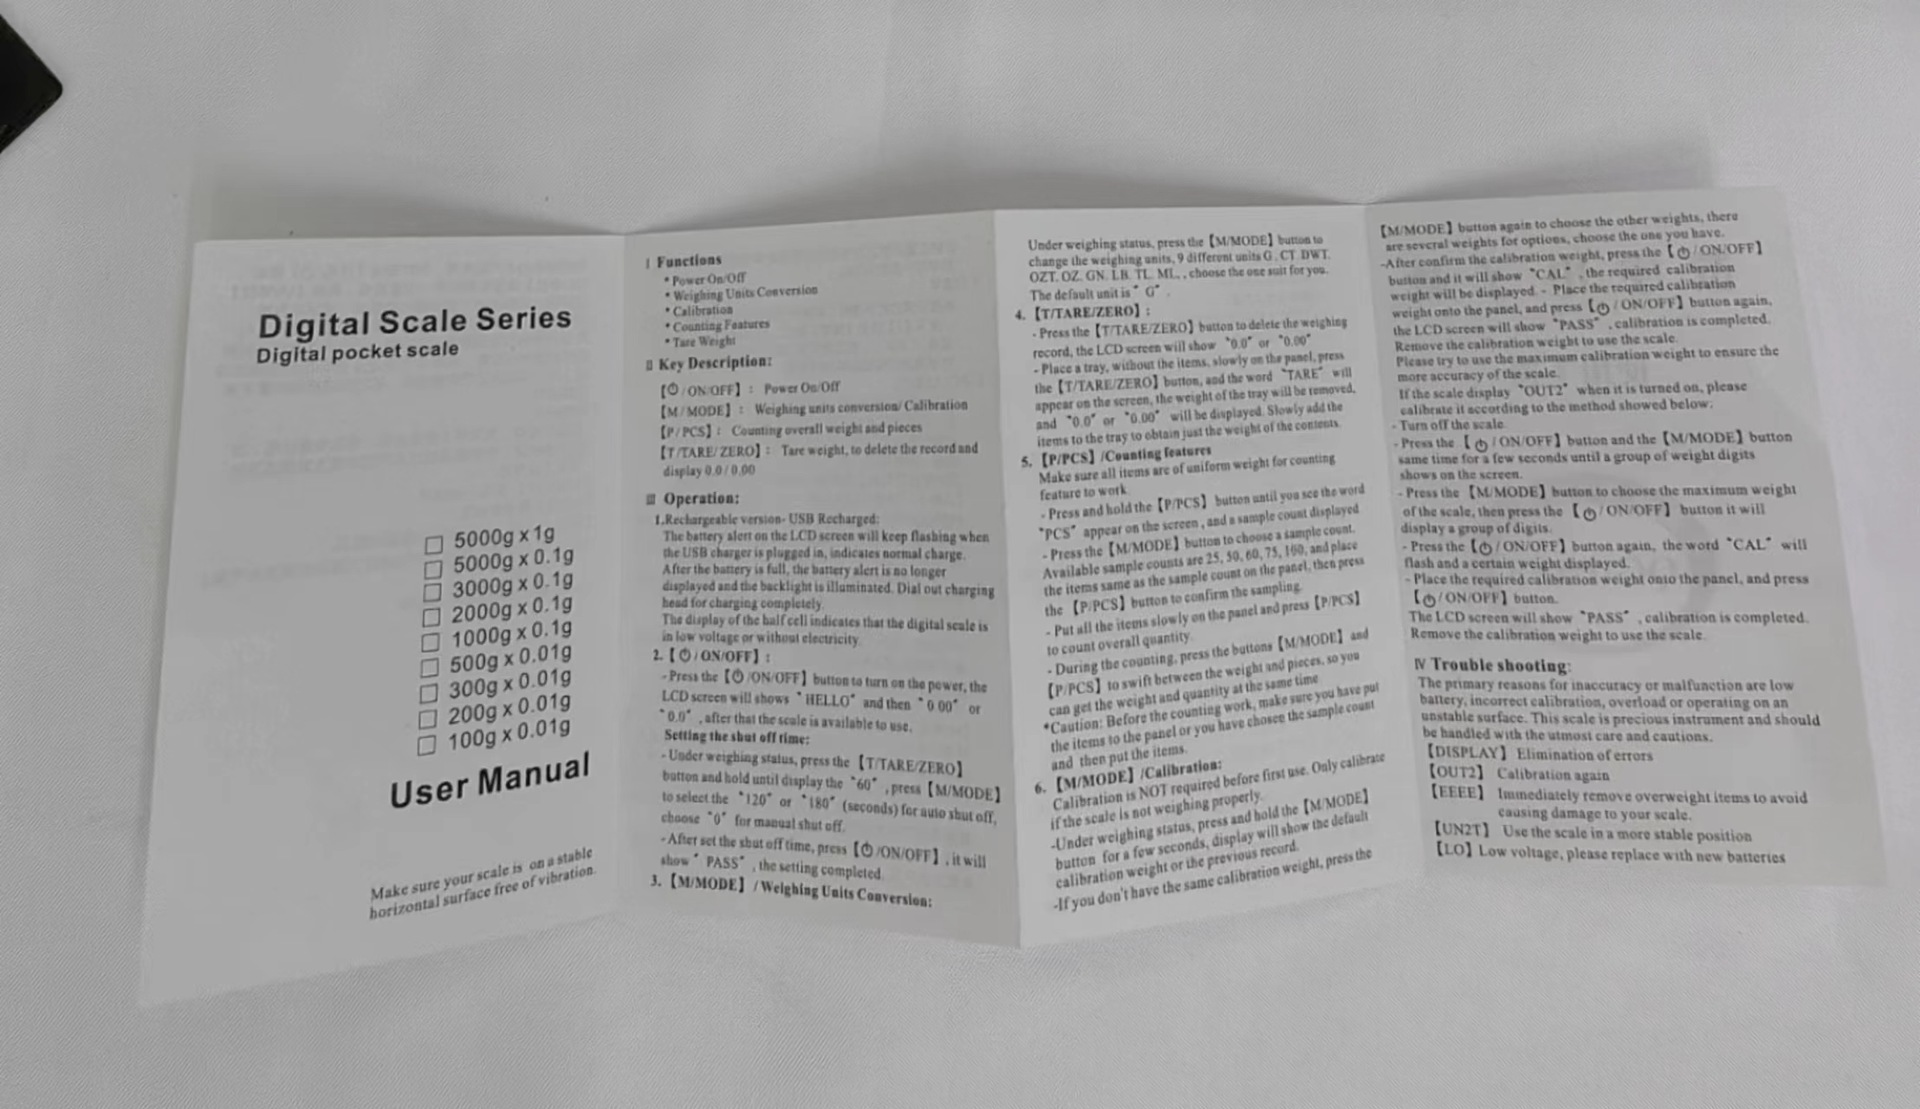 Digital Scale Series
Digital pocket scale
□ 5000g x 1g
□ 5000g x 0.1g
□ 3000g x 0.1g
□ 2000g x 0.1g
□ 1000g x 0.1g
□ 500g x 0.01g
□ 300g x 0.01g
□ 200g x 0.01g
□ 100g x 0.01g
User Manual
Make sure your scale is on a stable
horizontal surface free of vibration.
Ⅰ Functions
* Power On/Off
* Weighing Units Conversion
* Calibration
* Counting Features
* Tare Weight
Ⅱ Key Description:
【⏻/ON/OFF】: Power On/Off
【M/MODE】: Weighing units conversion/Calibration
【P/PCS】: Counting overall weight and pieces
【T/TARE/ZERO】: Tare weight, to delete the record and
display 0.0/0.00
Ⅲ Operation:
1.Rechargeable version- USB Recharged:
The battery alert on the LCD screen will keep flashing when
the USB charger is plugged in, indicates normal charge.
After the battery is full, the battery alert is no longer
displayed and the backlight is illuminated. Dial out charging
head for charging completely.
The display of the half cell indicates that the digital scale is
in low voltage or without electricity.
2.【⏻/ON/OFF】:
- Press the【⏻/ON/OFF】button to turn on the power, the
LCD screen will shows "HELLO" and then "0.00" or
"0.0", after that the scale is available to use.
Setting the shut off time:
- Under weighing status, press the【T/TARE/ZERO】
button and hold until display the "60", press【M/MODE】
to select the "120" or "180" (seconds) for auto shut off,
choose "0" for manual shut off.
-After set the shut off time, press【⏻/ON/OFF】, it will
show "PASS", the setting completed.
3.【M/MODE】/Weighing Units Conversion:
Under weighing status, press the【M/MODE】button to
change the weighing units, 9 different units G. CT. DWT.
OZT. OZ. GN. LB. TL. ML., choose the one suit for you.
The default unit is "G".
4.【T/TARE/ZERO】:
- Press the【T/TARE/ZERO】button to delete the weighing
record, the LCD screen will show "0.0" or "0.00"
- Place a tray, without the items, slowly on the panel, press
the【T/TARE/ZERO】button, and the word "TARE" will
appear on the screen, the weight of the tray will be removed,
and "0.0" or "0.00" will be displayed. Slowly add the
items to the tray to obtain just the weight of the contents.
5.【P/PCS】/Counting features
Make sure all items are of uniform weight for counting
feature to work.
- Press and hold the【P/PCS】button until you see the word
"PCS" appear on the screen, and a sample count displayed
- Press the【M/MODE】button to choose a sample count.
Available sample counts are 25, 50, 60, 75, 100, and place
the items same as the sample count on the panel, then press
the【P/PCS】button to confirm the sampling.
- Put all the items slowly on the panel and press【P/PCS】
to count overall quantity.
- During the counting, press the buttons【M/MODE】and
【P/PCS】to swift between the weight and pieces, so you
can get the weight and quantity at the same time
*Caution: Before the counting work, make sure you have put
the items to the panel or you have chosen the sample count
and then put the items.
6.【M/MODE】/Calibration:
Calibration is NOT required before first use. Only calibrate
if the scale is not weighing properly.
-Under weighing status, press and hold the【M/MODE】
button for a few seconds, display will show the default
calibration weight or the previous record.
-If you don't have the same calibration weight, press the
【M/MODE】button again to choose the other weights, there
are several weights for options, choose the one you have.
-After confirm the calibration weight, press the【⏻/ON/OFF】
button and it will show "CAL", the required calibration
weight will be displayed. - Place the required calibration
weight onto the panel, and press【⏻/ON/OFF】button again,
the LCD screen will show "PASS", calibration is completed.
Remove the calibration weight to use the scale.
Please try to use the maximum calibration weight to ensure the
more accuracy of the scale.
If the scale display "OUT2" when it is turned on, please
calibrate it according to the method showed below:
- Turn off the scale.
- Press the【⏻/ON/OFF】button and the【M/MODE】button
same time for a few seconds until a group of weight digits
shows on the screen.
- Press the【M/MODE】button to choose the maximum weight
of the scale, then press the【⏻/ON/OFF】button it will
display a group of digits.
- Press the【⏻/ON/OFF】button again, the word "CAL" will
flash and a certain weight displayed.
- Place the required calibration weight onto the panel, and press
【⏻/ON/OFF】button.
The LCD screen will show "PASS", calibration is completed.
Remove the calibration weight to use the scale.
Ⅳ Trouble shooting:
The primary reasons for inaccuracy or malfunction are low
battery, incorrect calibration, overload or operating on an
unstable surface. This scale is precious instrument and should
be handled with the utmost care and cautions.
【DISPLAY】Elimination of errors
【OUT2】Calibration again
【EEEE】Immediately remove overweight items to avoid
causing damage to your scale.
【UN2T】Use the scale in a more stable position
【LO】Low voltage, please replace with new batteries